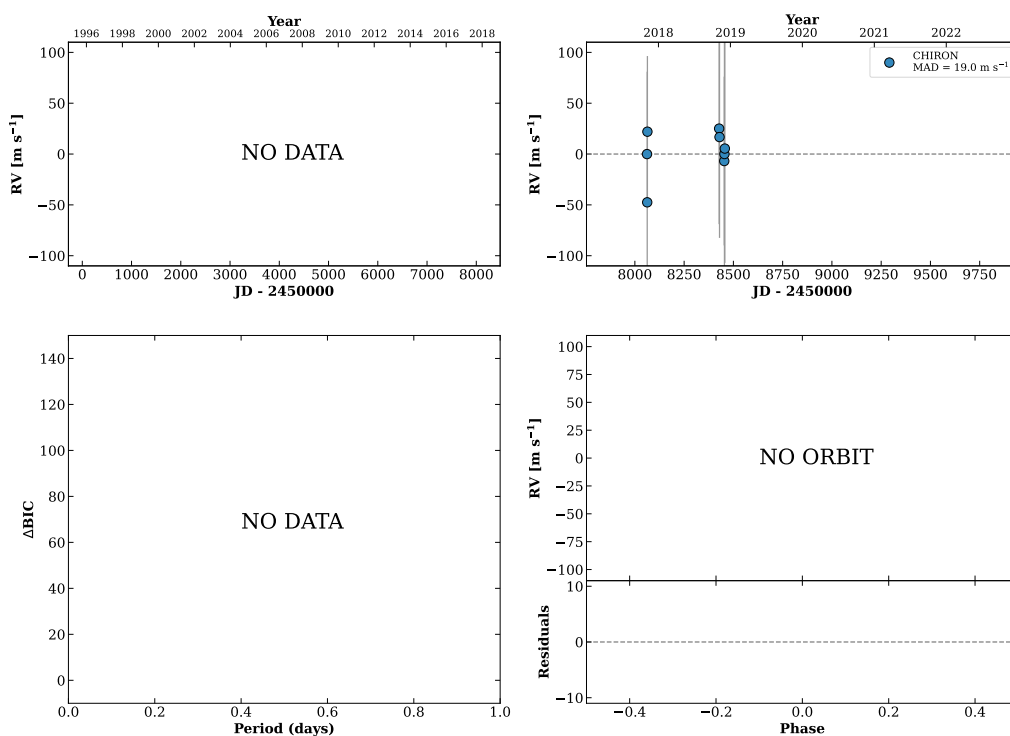 Year
1996 1998 2000 2002 2004 2006 2008 2010 2012 2014 2016 2018
100
50
0
−50
−100
RV [m s⁻¹]
NO DATA
0 1000 2000 3000 4000 5000 6000 7000 8000
JD - 2450000
Year
2018 2019 2020 2021 2022
100
50
0
−50
−100
RV [m s⁻¹]
CHIRON
MAD = 19.0 m s⁻¹
8000 8250 8500 8750 9000 9250 9500 9750
JD - 2450000
140
120
100
80
60
40
20
0
ΔBIC
NO DATA
0.0 0.2 0.4 0.6 0.8 1.0
Period (days)
100
75
50
25
0
−25
−50
−75
−100
RV [m s⁻¹]
NO ORBIT
10
0
−10
Residuals
−0.4 −0.2 0.0 0.2 0.4
Phase